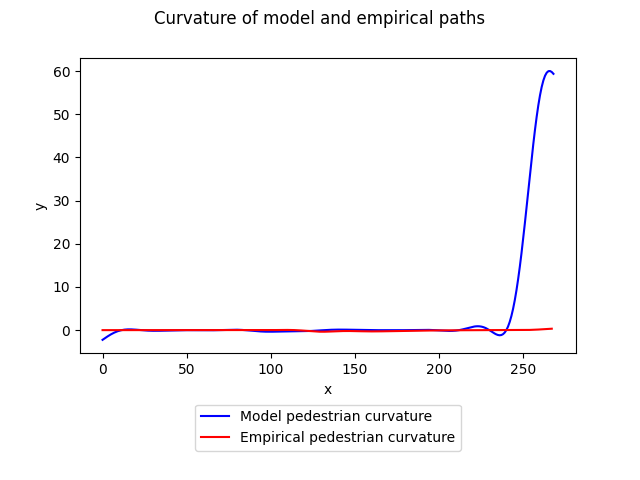 Curvature of model and empirical paths
60
50
40
30
20
10
0
y
0 50 100 150 200 250
x
Model pedestrian curvature
Empirical pedestrian curvature